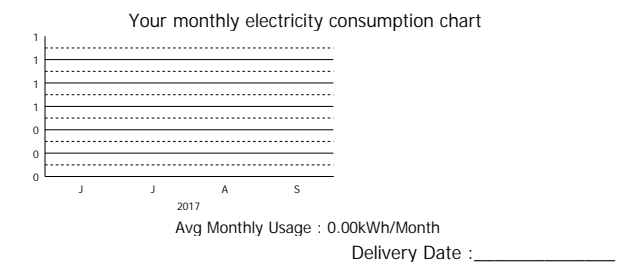 Your monthly electricity consumption chart
1
1
1
1
0
0
0
J J A S
2017
Avg Monthly Usage : 0.00kWh/Month
Delivery Date :______________